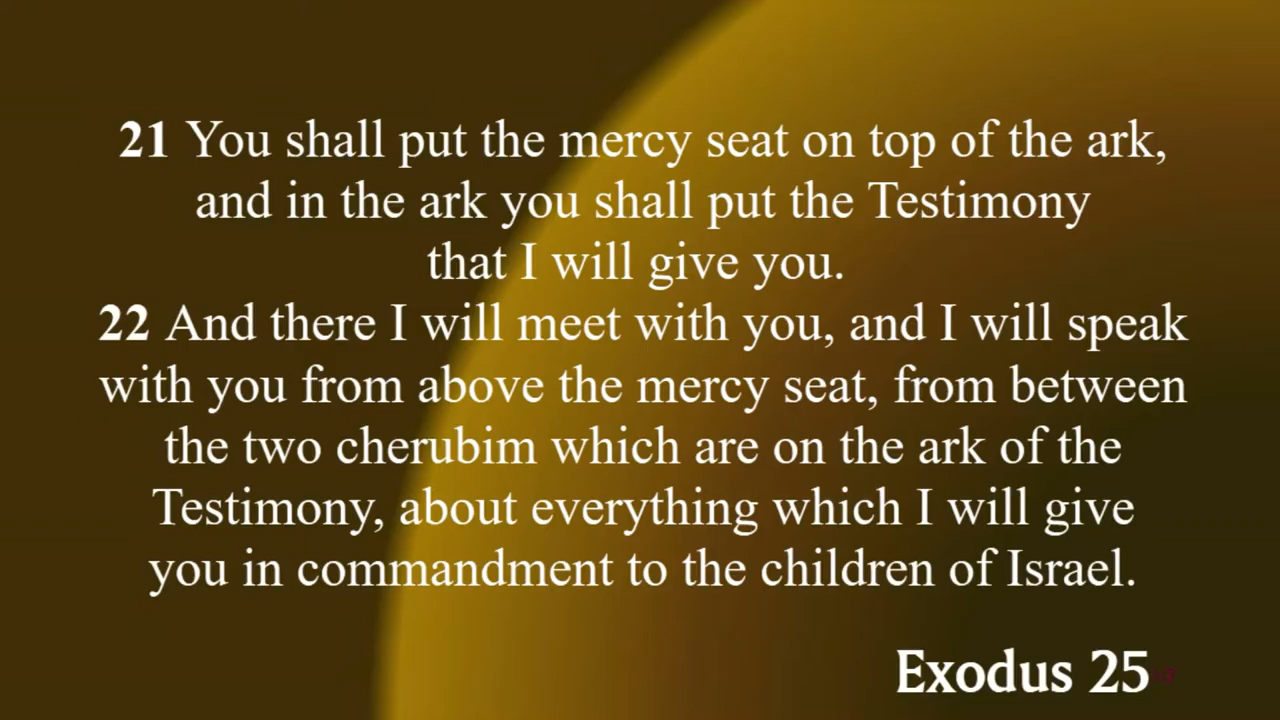 21 You shall put the mercy seat on top of the ark,
and in the ark you shall put the Testimony
that I will give you.
22 And there I will meet with you, and I will speak
with you from above the mercy seat, from between
the two cherubim which are on the ark of the
Testimony, about everything which I will give
you in commandment to the children of Israel.
Exodus 25